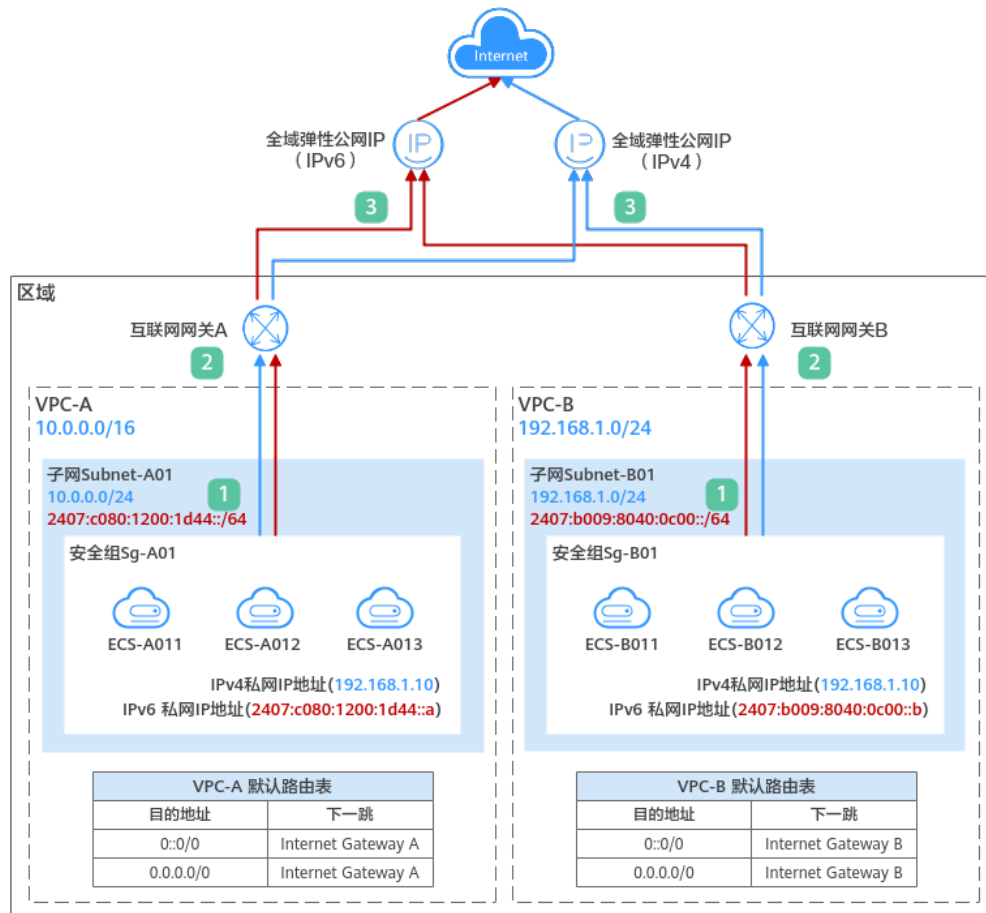 Internet
全域弹性公网IP
（IPv6）
IP
IP
全域弹性公网IP
（IPv4）
3
3
区域
互联网网关A
互联网网关B
2
2
VPC-A
10.0.0.0/16
子网Subnet-A01
10.0.0.0/24
1
2407:c080:1200:1d44::/64
安全组Sg-A01
ECS-A011
ECS-A012
ECS-A013
IPv4私网IP地址(192.168.1.10)
IPv6 私网IP地址(2407:c080:1200:1d44::a)
VPC-A 默认路由表
目的地址 下一跳
0::0/0 Internet Gateway A
0.0.0.0/0 Internet Gateway A
VPC-B
192.168.1.0/24
子网Subnet-B01
192.168.1.0/24
1
2407:b009:8040:0c00::/64
安全组Sg-B01
ECS-B011
ECS-B012
ECS-B013
IPv4私网IP地址(192.168.1.10)
IPv6 私网IP地址(2407:b009:8040:0c00::b)
VPC-B 默认路由表
目的地址 下一跳
0::0/0 Internet Gateway B
0.0.0.0/0 Internet Gateway B